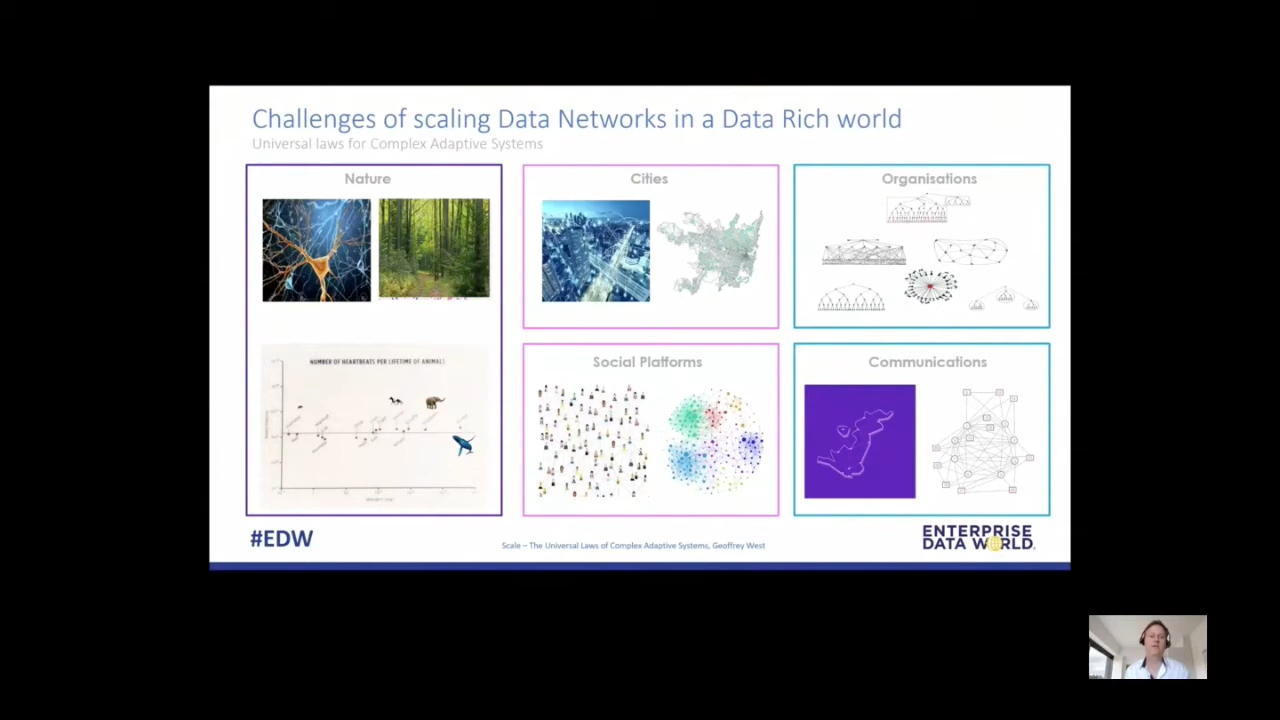 Challenges of scaling Data Networks in a Data Rich world
Universal laws for Complex Adaptive Systems
Nature
NUMBER OF HEARTBEATS PER LIFETIME OF ANIMALS
Cities
Organisations
Social Platforms
Communications
#EDW
Scale – The Universal Laws of Complex Adaptive Systems, Geoffrey West
ENTERPRISE
DATA WORLD.